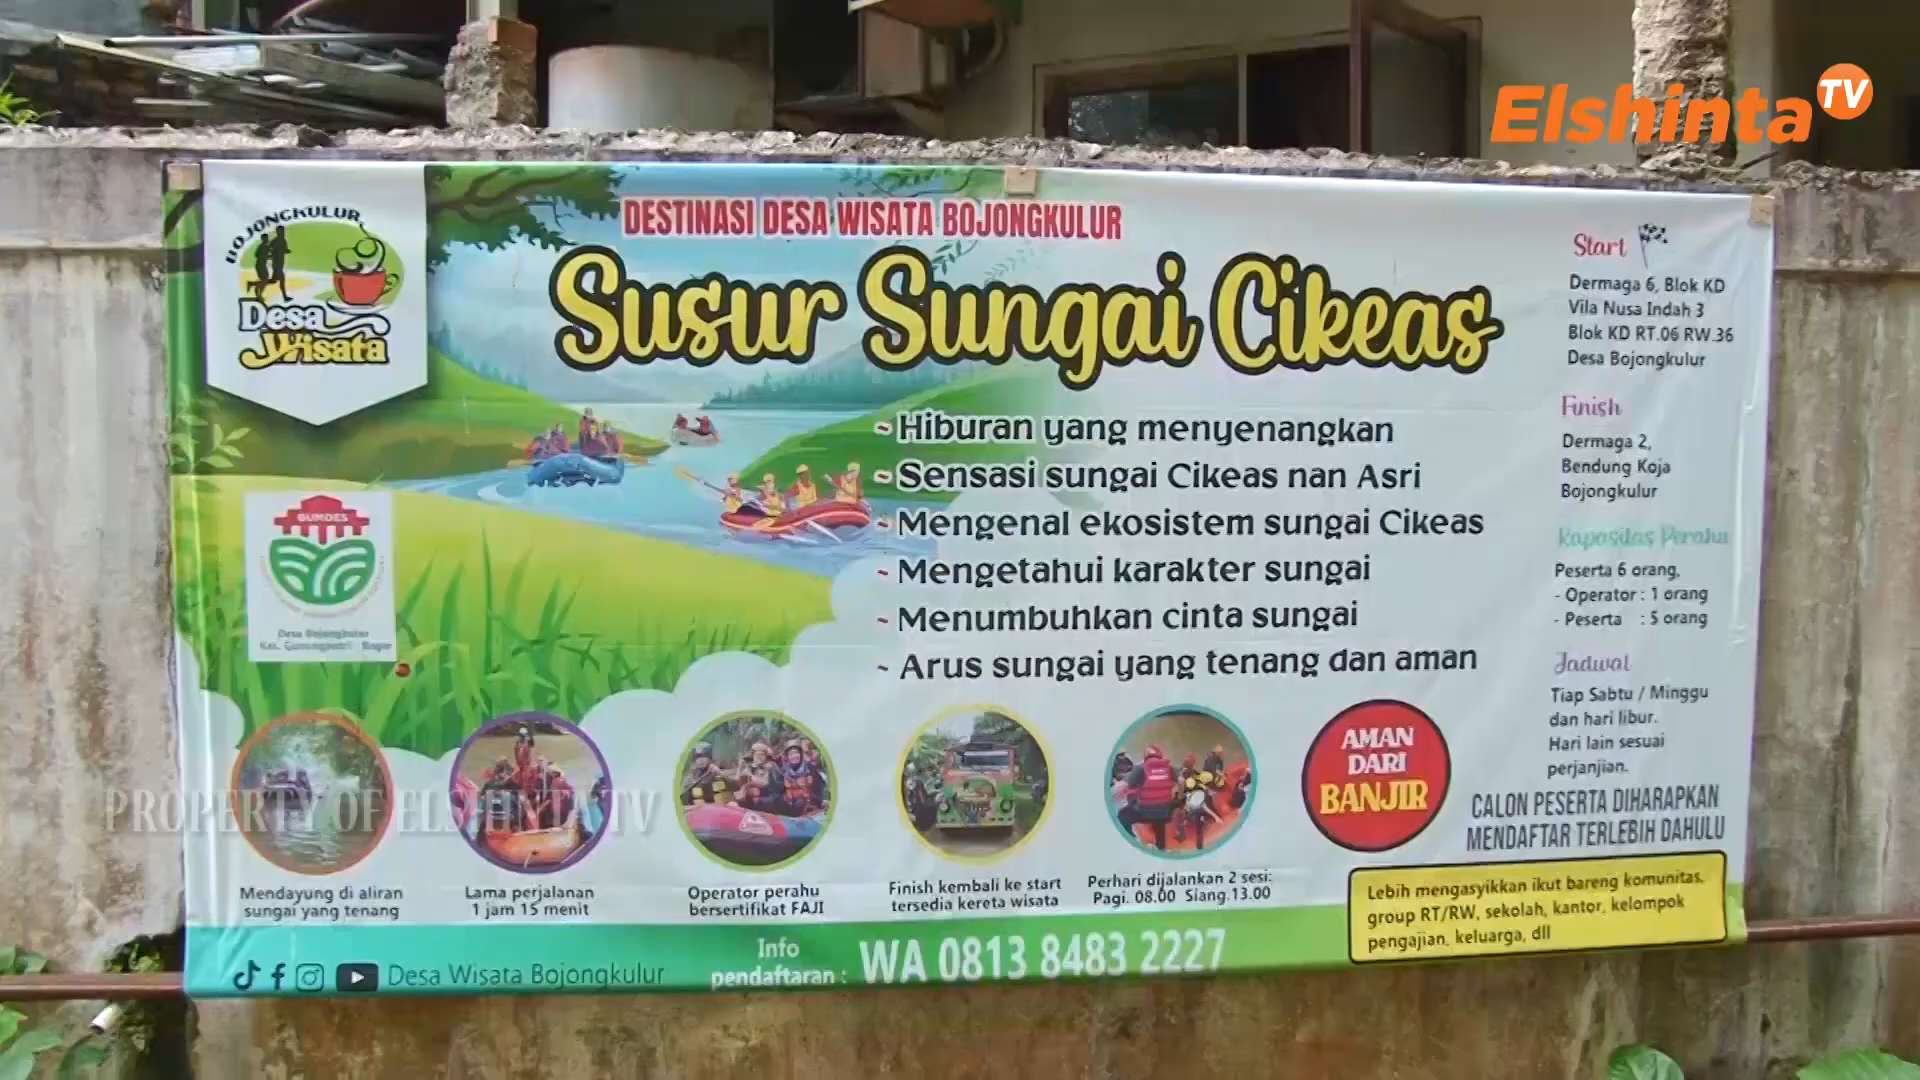 Elshinta TV
BOJONGKULUR
Desa
Wisata
DESTINASI DESA WISATA BOJONGKULUR
Susur Sungai Cikeas
- Hiburan yang menyenangkan
- Sensasi sungai Cikeas nan Asri
- Mengenal ekosistem sungai Cikeas
- Mengetahui karakter sungai
- Menumbuhkan cinta sungai
- Arus sungai yang tenang dan aman
Start
Dermaga 6, Blok KD
Vila Nusa Indah 3
Blok KD RT.06 RW.36
Desa Bojongkulur
Finish
Dermaga 2,
Bendung Koja
Bojongkulur
Kapasitas Perahu
Peserta 6 orang,
- Operator : 1 orang
- Peserta : 5 orang
Jadwal
Tiap Sabtu / Minggu
dan hari libur.
Hari lain sesuai
perjanjian.
BUMDES
Desa Bojongkulur
Kec. Gunungputri - Bogor
AMAN
DARI
BANJIR
CALON PESERTA DIHARAPKAN
MENDAFTAR TERLEBIH DAHULU
PROPERTY OF ELSHINTA TV
Mendayung di aliran
sungai yang tenang
Lama perjalanan
1 jam 15 menit
Operator perahu
bersertifikat FAJI
Finish kembali ke start
tersedia kereta wisata
Perhari dijalankan 2 sesi:
Pagi. 08.00 Siang.13.00
Lebih mengasyikkan ikut bareng komunitas,
group RT/RW, sekolah, kantor, kelompok
pengajian, keluarga, dll
Desa Wisata Bojongkulur
Info
pendaftaran :
WA 0813 8483 2227